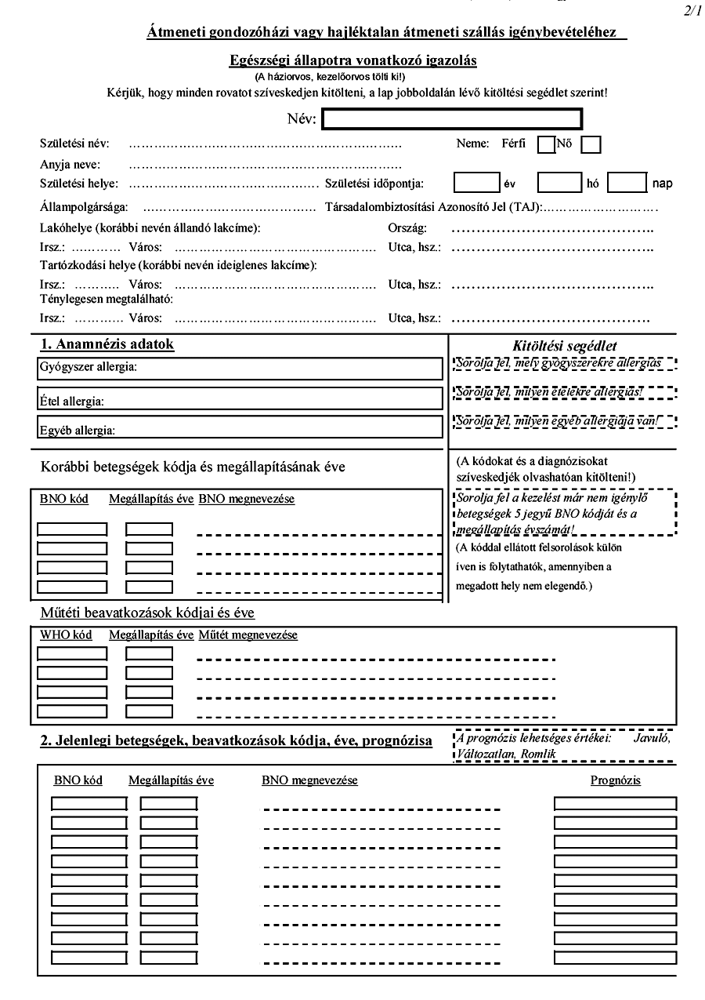 2/1
Átmeneti gondozóházi vagy hajléktalan átmeneti szállás igénybevételéhez
Egészségi állapotra vonatkozó igazolás
(A háziorvos, kezelőorvos tölti ki!)
Kérjük, hogy minden rovatot szíveskedjen kitölteni, a lap jobboldalán lévő kitöltési segédlet szerint!
Név:
Születési név: ……………………………………………………… Neme: Férfi Nő
Anyja neve: ………………………………………………………
Születési helye: …………………………………… Születési időpontja: év hó nap
Állampolgársága: ………………………………… Társadalombiztosítási Azonosító Jel (TAJ):……………………
Lakóhelye (korábbi nevén állandó lakcíme): Ország: …………………………………..
Irsz.: ………… Város: ………………………………………… Utca, hsz.: …………………………………..
Tartózkodási helye (korábbi nevén ideiglenes lakcíme):
Irsz.: ………… Város: ………………………………………… Utca, hsz.: …………………………………..
Ténylegesen megtalálható:
Irsz.: ………… Város: ………………………………………… Utca, hsz.: ………………………………….
1. Anamnézis adatok Kitöltési segédlet
Gyógyszer allergia: Sorolja fel, mely gyógyszerekre allergiás
Étel allergia: Sorolja fel, milyen ételekre allergiás!
Egyéb allergia: Sorolja fel, milyen egyéb allergiája van!
Korábbi betegségek kódja és megállapításának éve
(A kódokat és a diagnózisokat
szíveskedjék olvashatóan kitölteni!)
BNO kód Megállapítás éve BNO megnevezése
Sorolja fel a kezelést már nem igénylő
betegségek 5 jegyű BNO kódját és a
megállapítás évszámát!
(A kóddal ellátott felsorolások külön
íven is folytathatók, amennyiben a
megadott hely nem elegendő.)
Műtéti beavatkozások kódjai és éve
WHO kód Megállapítás éve Műtét megnevezése
2. Jelenlegi betegségek, beavatkozások kódja, éve, prognózisa
A prognózis lehetséges értékei: Javuló,
Változatlan, Romlik
BNO kód Megállapítás éve BNO megnevezése Prognózis